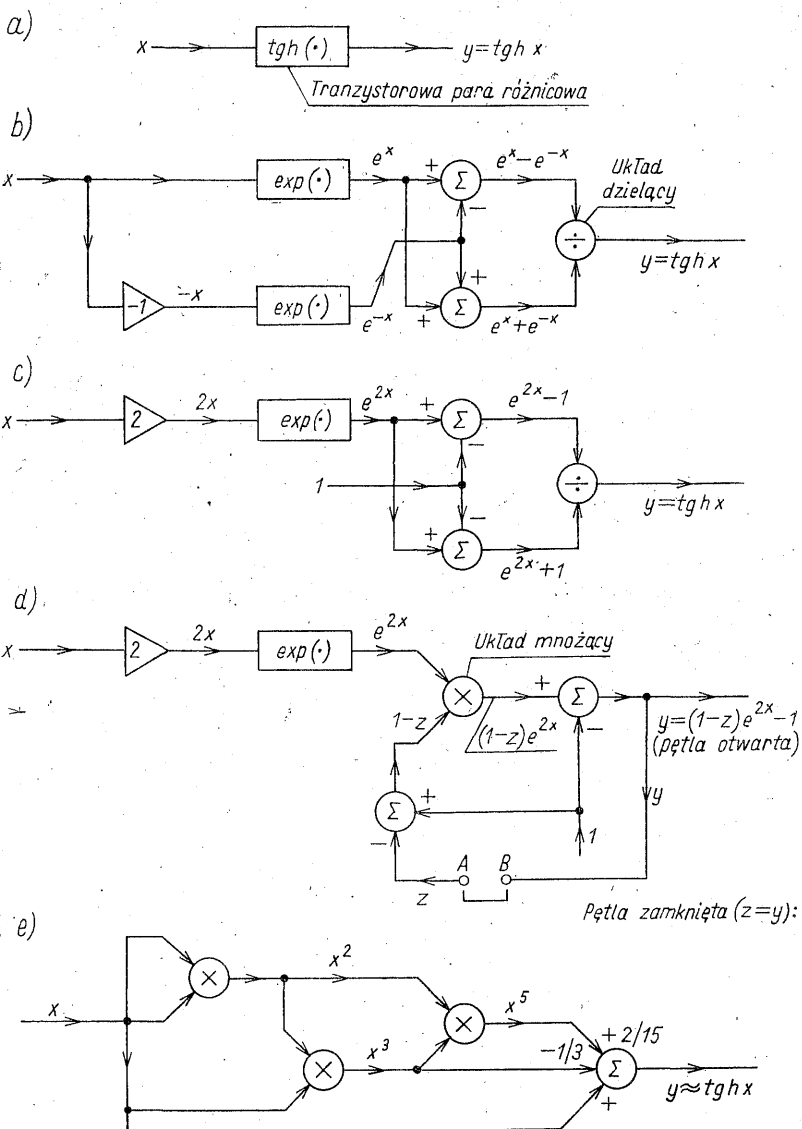 a)
x tgh(·) y=tgh x
Tranzystorowa para różnicowa
b)
x exp(·) e^x + Σ e^x−e^−x Układ
dzielący
− ÷ y=tgh x
+
−1 −x exp(·) e^−x + Σ e^x+e^−x
c)
x 2 2x exp(·) e^2x + Σ e^2x−1
−
1 ÷ y=tgh x
−
+ Σ e^2x+1
d)
x 2 2x exp(·) e^2x Układ mnożący
× + Σ y=(1−z)e^2x−1
1−z (1−z)e^2x − (pętla otwarta)
Σ + y
− 1
A B
z
Pętla zamknięta (z=y):
e)
x × x^2
× x^5 +2/15
× x^3 −1/3 Σ y≈tgh x
+